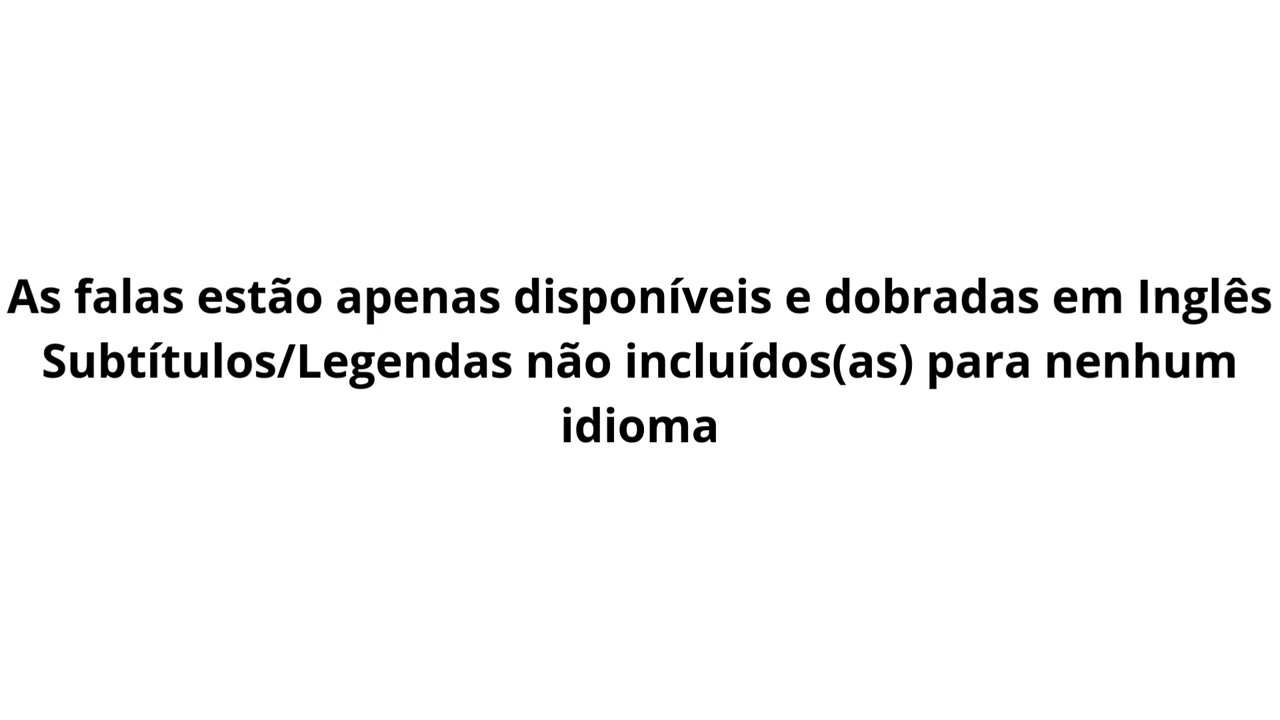 As falas estão apenas disponíveis e dobradas em Inglês
Subtítulos/Legendas não incluídos(as) para nenhum
idioma